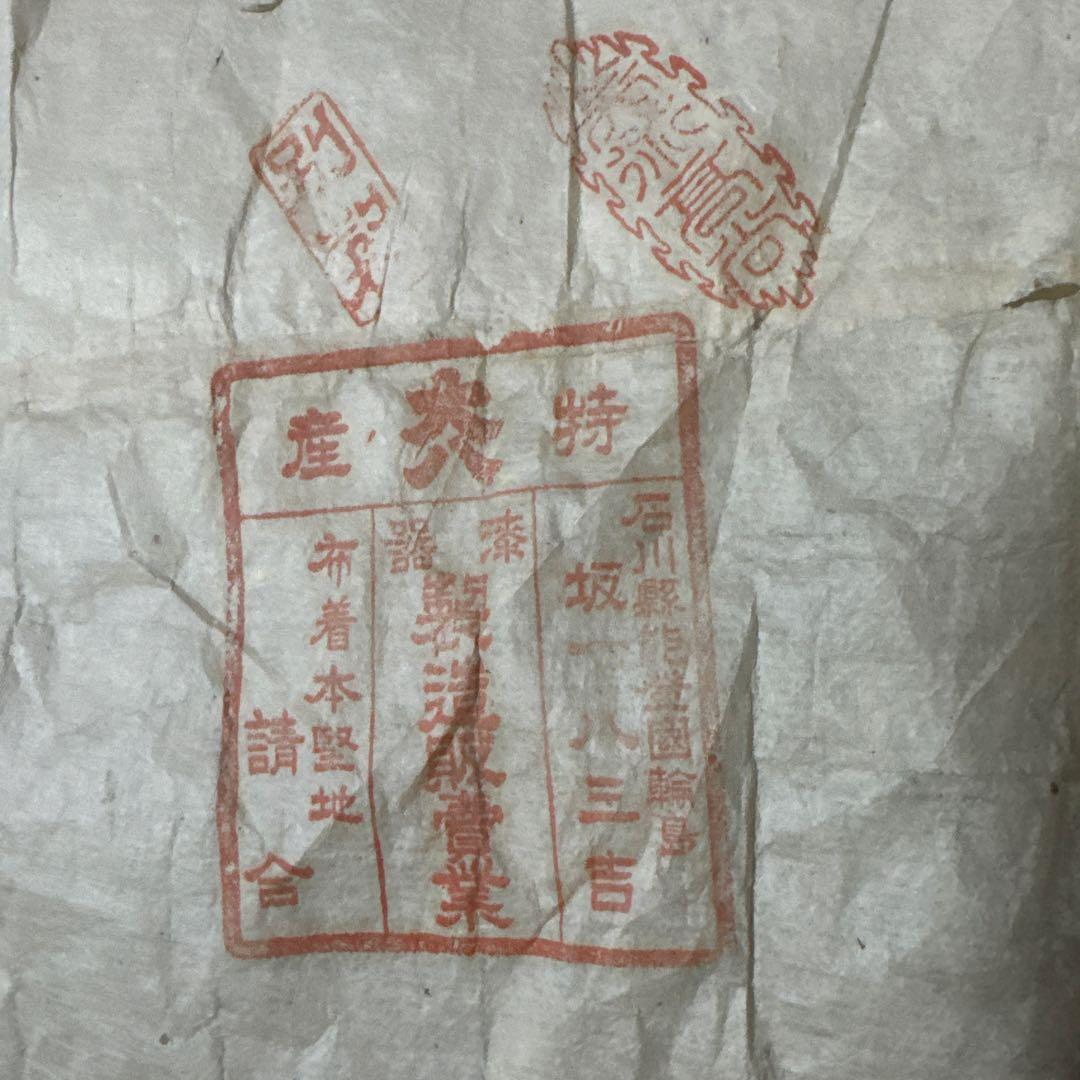 特産
石川縣能登國輪島
坂下八三吉
漆器製造販賣業
布着本堅地
請合